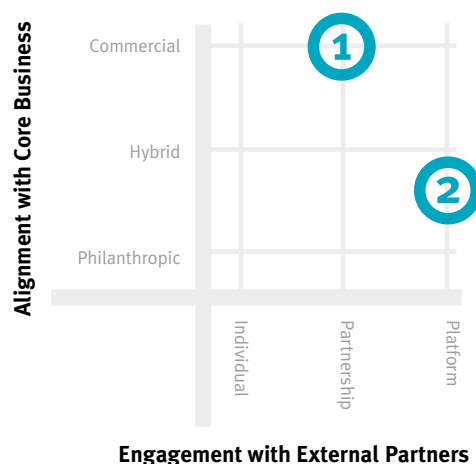 Alignment with Core Business
Commercial
Hybrid
Philanthropic
1
2
Individual
Partnership
Platform
Engagement with External Partners